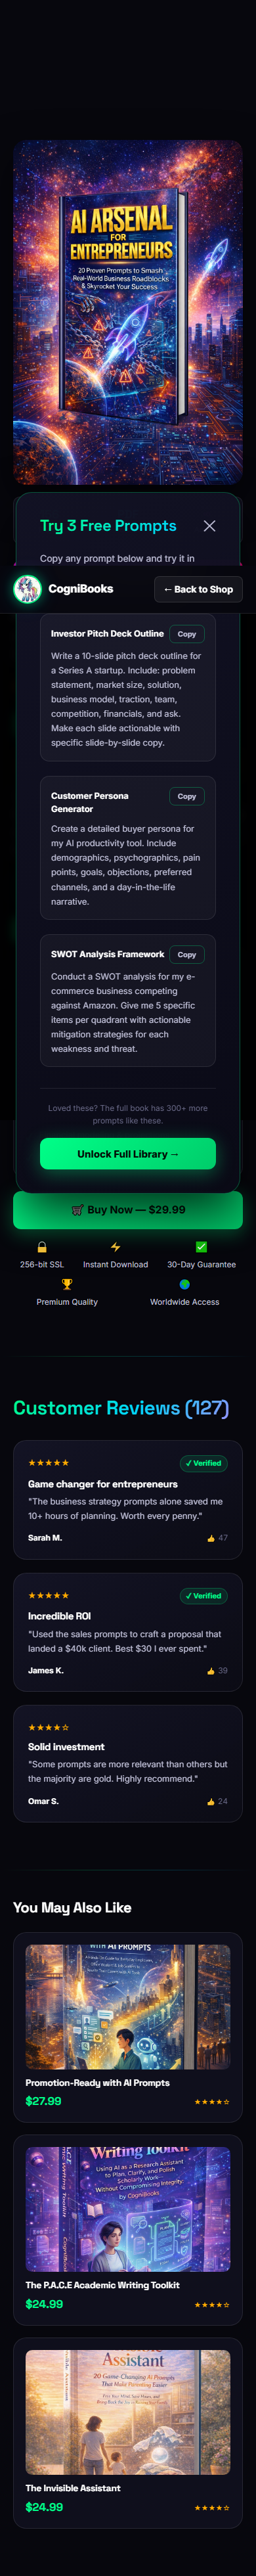 AI ARSENAL
FOR
ENTREPRENEURS
20 Proven Prompts to Smash
Real-World Business Roadblocks
& Skyrocket Your Success
Try 3 Free Prompts
Copy any prompt below and try it in
CogniBooks
← Back to Shop
Investor Pitch Deck Outline
Copy
Write a 10-slide pitch deck outline for
a Series A startup. Include: problem
statement, market size, solution,
business model, traction, team,
competition, financials, and ask.
Make each slide actionable with
specific slide-by-slide copy.
Customer Persona
Generator
Copy
Create a detailed buyer persona for
my AI productivity tool. Include
demographics, psychographics, pain
points, goals, objections, preferred
channels, and a day-in-the-life
narrative.
SWOT Analysis Framework
Copy
Conduct a SWOT analysis for my e-
commerce business competing
against Amazon. Give me 5 specific
items per quadrant with actionable
mitigation strategies for each
weakness and threat.
Loved these? The full book has 300+ more
prompts like these.
Unlock Full Library →
🛒 Buy Now — $29.99
256-bit SSL
Instant Download
30-Day Guarantee
Premium Quality
Worldwide Access
Customer Reviews (127)
★★★★★
✓ Verified
Game changer for entrepreneurs
"The business strategy prompts alone saved me
10+ hours of planning. Worth every penny."
Sarah M.
👍 47
★★★★★
✓ Verified
Incredible ROI
"Used the sales prompts to craft a proposal that
landed a $40k client. Best $30 I ever spent."
James K.
👍 39
★★★★☆
Solid investment
"Some prompts are more relevant than others but
the majority are gold. Highly recommend."
Omar S.
👍 24
You May Also Like
WITH AI PROMPTS
Promotion-Ready with AI Prompts
$27.99
★★★★☆
Writing Toolkit
Using AI as a Research Assistant
to Plan, Clarify, and Polish
Scholarly Work—
Without Compromising Integrity
by CogniBooks
The P.A.C.E Academic Writing Toolkit
$24.99
★★★★☆
Assistant
20 Game-Changing AI Prompts
That Make Parenting Easier
The Invisible Assistant
$24.99
★★★★☆